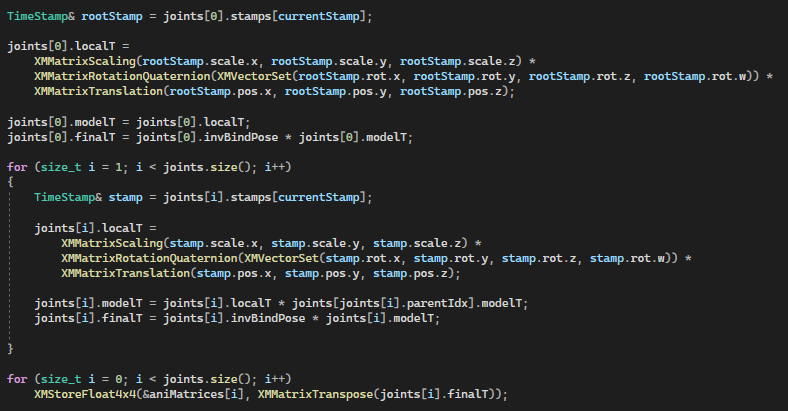 TimeStamp& rootStamp = joints[0].stamps[currentStamp];
joints[0].localT =
XMMatrixScaling(rootStamp.scale.x, rootStamp.scale.y, rootStamp.scale.z) *
XMMatrixRotationQuaternion(XMVectorSet(rootStamp.rot.x, rootStamp.rot.y, rootStamp.rot.z, rootStamp.rot.w)) *
XMMatrixTranslation(rootStamp.pos.x, rootStamp.pos.y, rootStamp.pos.z);
joints[0].modelT = joints[0].localT;
joints[0].finalT = joints[0].invBindPose * joints[0].modelT;
for (size_t i = 1; i < joints.size(); i++)
{
TimeStamp& stamp = joints[i].stamps[currentStamp];
joints[i].localT =
XMMatrixScaling(stamp.scale.x, stamp.scale.y, stamp.scale.z) *
XMMatrixRotationQuaternion(XMVectorSet(stamp.rot.x, stamp.rot.y, stamp.rot.z, stamp.rot.w)) *
XMMatrixTranslation(stamp.pos.x, stamp.pos.y, stamp.pos.z);
joints[i].modelT = joints[i].localT * joints[joints[i].parentIdx].modelT;
joints[i].finalT = joints[i].invBindPose * joints[i].modelT;
}
for (size_t i = 0; i < joints.size(); i++)
XMStoreFloat4x4(&aniMatrices[i], XMMatrixTranspose(joints[i].finalT));